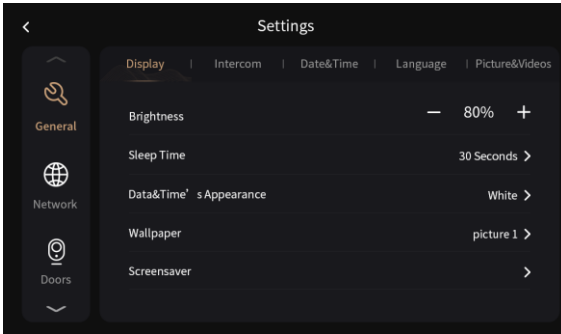 Settings
Display | Intercom | Date&Time | Language | Picture&Videos
General
Network
Doors
Brightness — 80% +
Sleep Time 30 Seconds >
Data&Time’ s Appearance White >
Wallpaper picture 1 >
Screensaver >